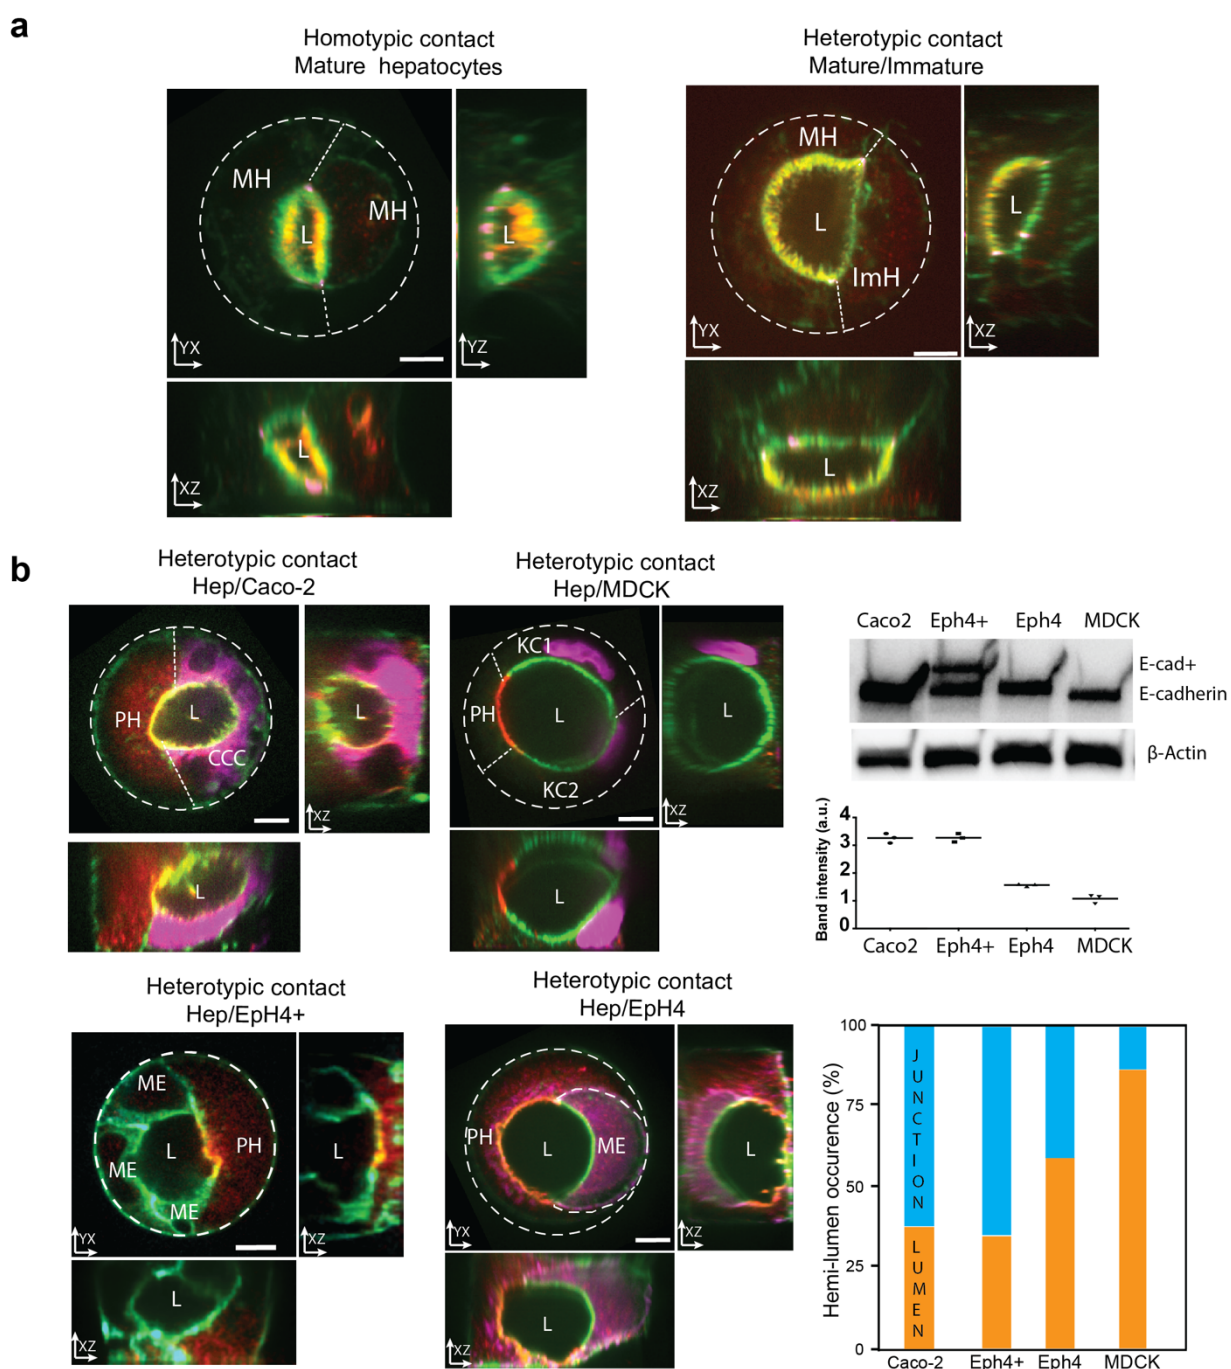 a
Homotypic contact
Mature hepatocytes
MH
MH
L
YX
L
YZ
L
XZ
Heterotypic contact
Mature/Immature
MH
L
ImH
YX
L
XZ
L
XZ
b
Heterotypic contact
Hep/Caco-2
PH
L
CCC
L
XZ
L
Heterotypic contact
Hep/MDCK
KC1
PH
L
KC2
L
XZ
L
Caco2 Eph4+ Eph4 MDCK
E-cad+
E-cadherin
β-Actin
Band intensity (a.u.)
4
3
2
1
0
Caco2 Eph4+ Eph4 MDCK
Heterotypic contact
Hep/EpH4+
ME
L
PH
ME
ME
YX
L
XZ
L
XZ
Heterotypic contact
Hep/EpH4
PH
L
ME
YX
L
XZ
L
XZ
Hemi-lumen occurence (%)
100
75
50
25
0
JUNCTION
LUMEN
Caco-2 Eph4+ Eph4 MDCK